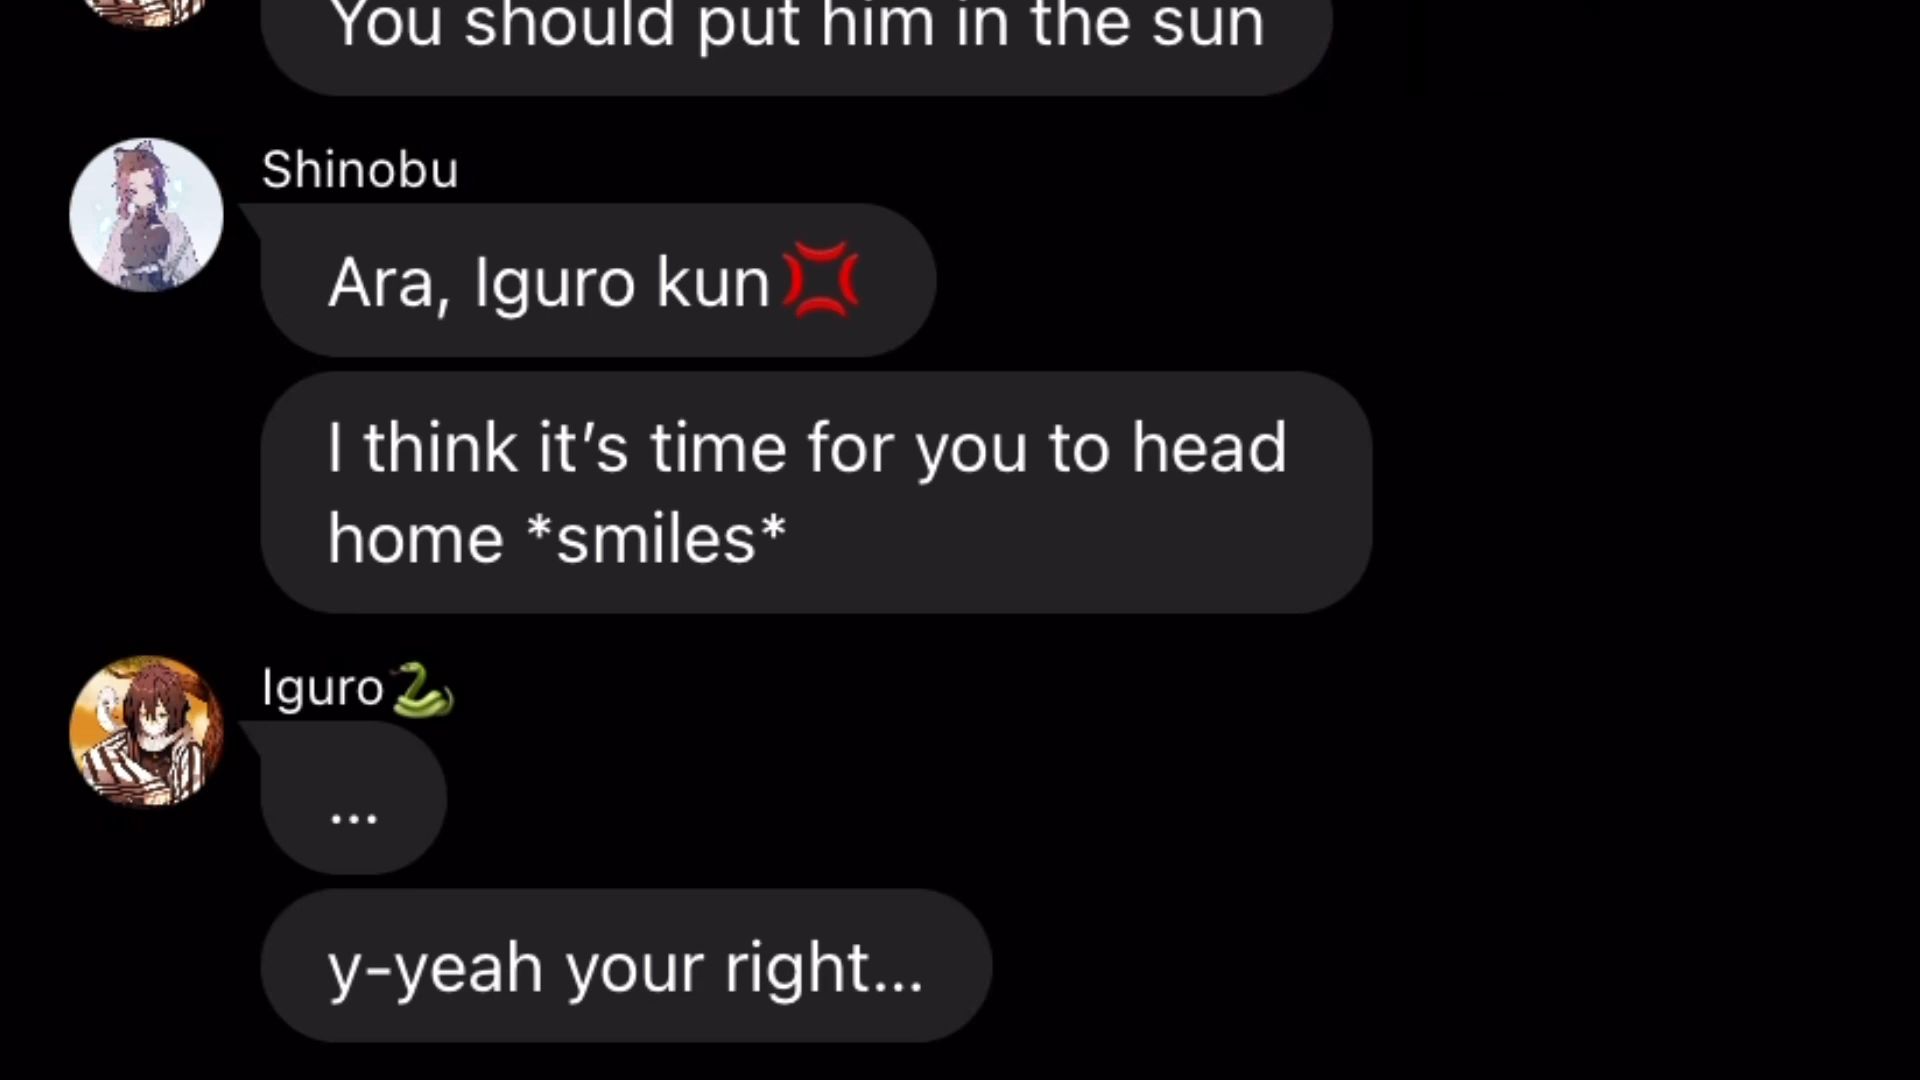 You should put him in the sun
Shinobu
Ara, Iguro kun💢
I think it’s time for you to head
home *smiles*
Iguro🐍
...
y-yeah your right...